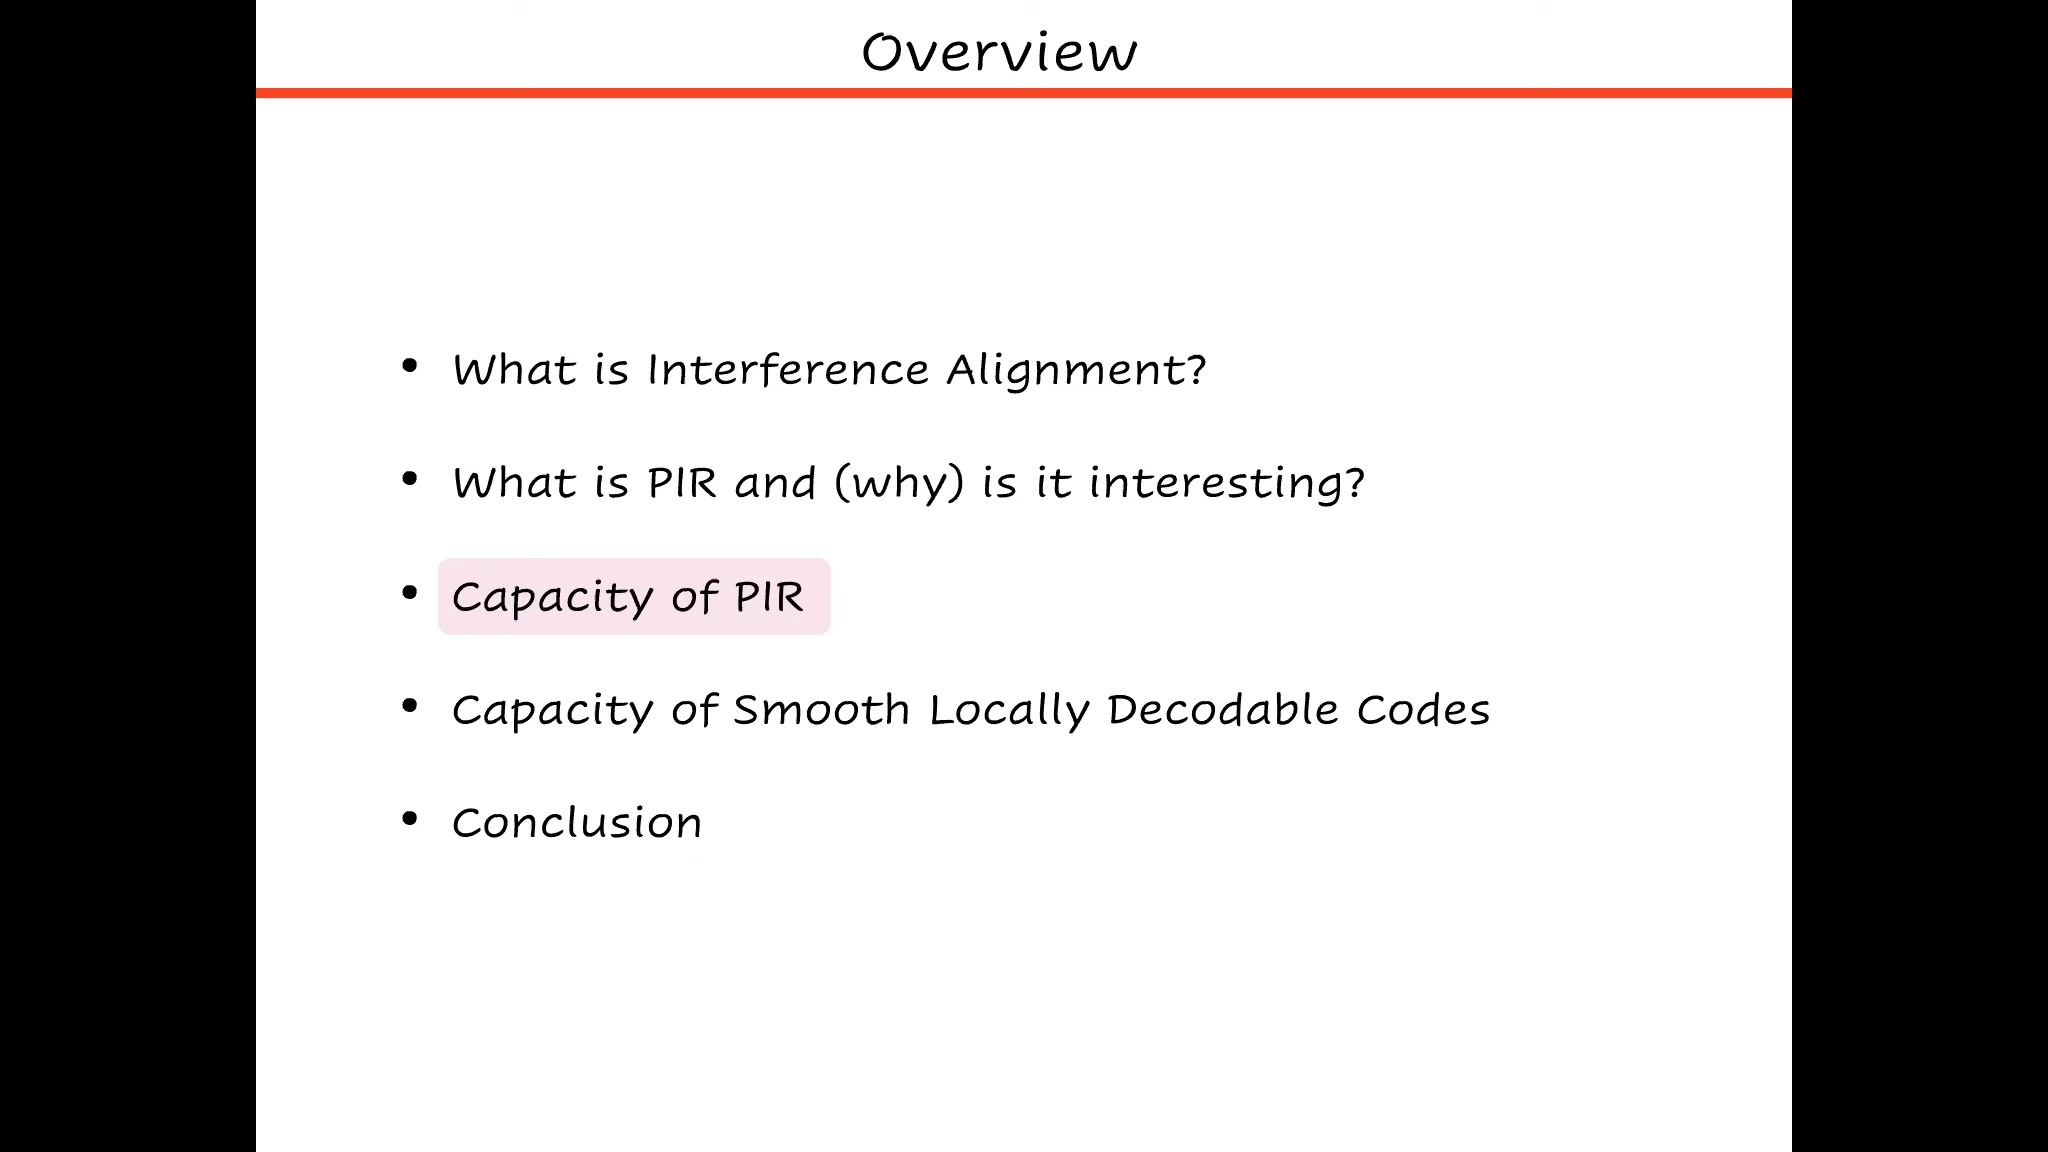 Overview
• What is Interference Alignment?
• What is PIR and (why) is it interesting?
• Capacity of PIR
• Capacity of Smooth Locally Decodable Codes
• Conclusion